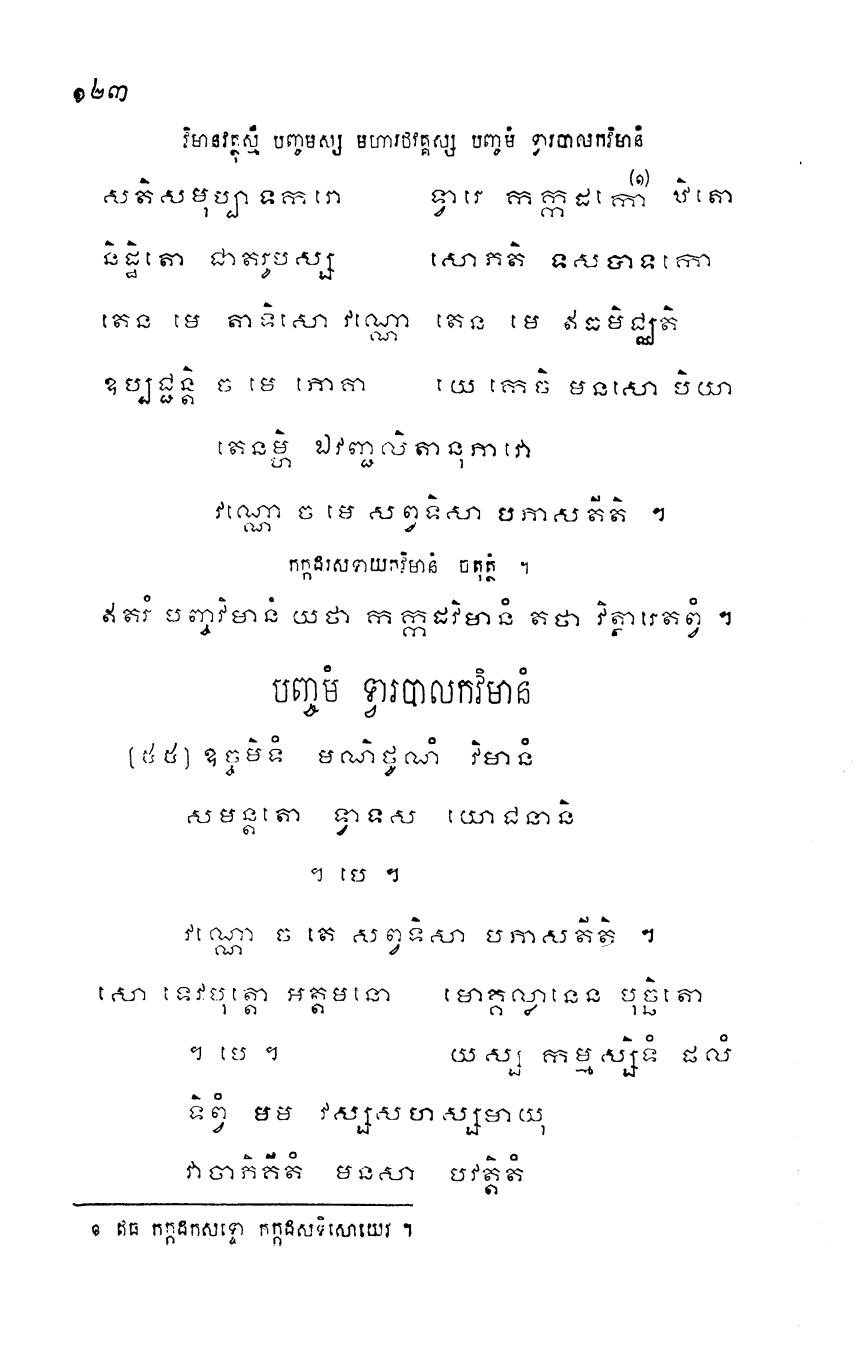 ១២៣
វិមានវត្ថុស្មឹ បញ្ចមស្ស មហារថវគ្គស្ស បញ្ចមំ ទ្វារបាលកវិមានំ
សតិសមុប្បាទករោ ទ្វារេ កក្កដកោ (១) ឋិតោ
និដ្ឋិតោ ជាតរូបស្ស សោភតិ ទសបាទកោ
តេន មេ តាទិសោ វណ្ណោ តេន មេ ឥធមិជ្ឈតិ
ឧប្បជ្ជន្តិ ច មេ ភោគា យេ កេចិ មនសោ បិយា
តេនម្ហិ ឯវញ្ជលិតានុភាវោ
វណ្ណោ ច មេ សព្វទិសា បភាសតីតិ ។
កក្កដរសទាយកវិមានំ ចតុត្ថំ ។
ឥតរំ បញ្ចវិមានំ យថា កក្កដវិមានំ តថា វិត្ថារេតព្វំ ។
បញ្ចមំ ទ្វារបាលកវិមានំ
[៥៥] ឧច្ចមិទំ មណិថូណំ វិមានំ
សមន្តតោ ទ្វាទស យោជនានិ
។ បេ ។
វណ្ណោ ច តេ សព្វទិសា បភាសតីតិ ។
សោ ទេវបុត្តោ អត្តមនោ មោគ្គល្លានេន បុច្ឆិតោ
។ បេ ។ យស្ស កម្មស្សិទំ ផលំ
ទិព្វំ មម វស្សសហស្សមាយុ
វាចាភិគីតំ មនសា បវត្តិតំ
១ ឥធ កក្កដកសទ្ទោ កក្កដសទិសោយេវ ។